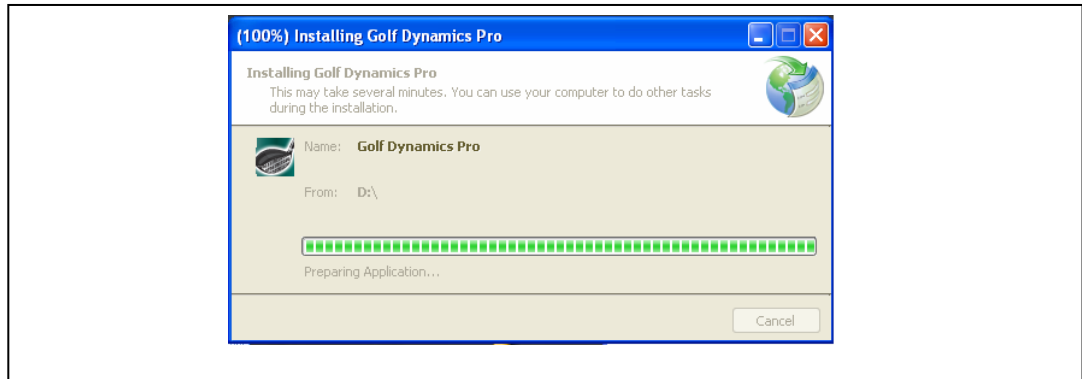 (100%) Installing Golf Dynamics Pro
Installing Golf Dynamics Pro
This may take several minutes. You can use your computer to do other tasks
during the installation.
Name: Golf Dynamics Pro
From: D:\
Preparing Application...
Cancel